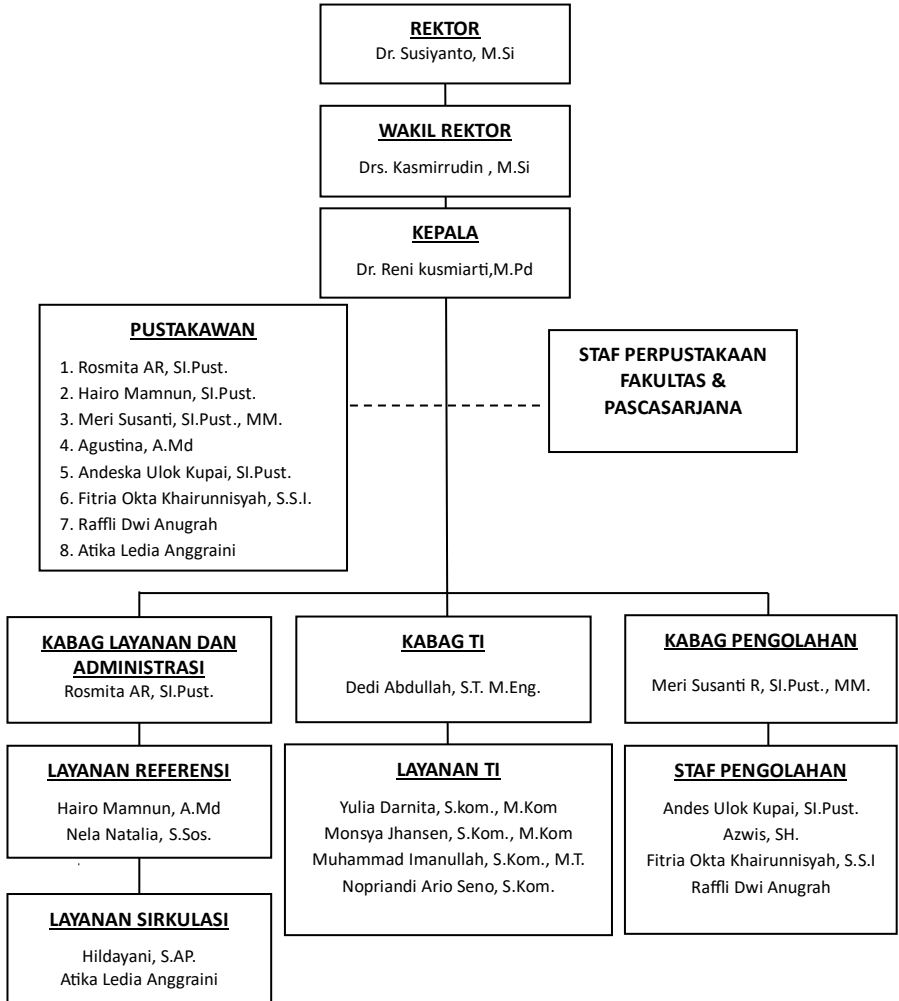 REKTOR
Dr. Susiyanto, M.Si
WAKIL REKTOR
Drs. Kasmirrudin , M.Si
KEPALA
Dr. Reni kusmiarti,M.Pd
PUSTAKAWAN
1. Rosmita AR, SI.Pust.
2. Hairo Mamnun, SI.Pust.
3. Meri Susanti, SI.Pust., MM.
4. Agustina, A.Md
5. Andeska Ulok Kupai, SI.Pust.
6. Fitria Okta Khairunnisyah, S.S.I.
7. Raffli Dwi Anugrah
8. Atika Ledia Anggraini
STAF PERPUSTAKAAN
FAKULTAS &
PASCASARJANA
KABAG LAYANAN DAN
ADMINISTRASI
Rosmita AR, SI.Pust.
KABAG TI
Dedi Abdullah, S.T. M.Eng.
KABAG PENGOLAHAN
Meri Susanti R, SI.Pust., MM.
LAYANAN REFERENSI
Hairo Mamnun, A.Md
Nela Natalia, S.Sos.
LAYANAN TI
Yulia Darnita, S.kom., M.Kom
Monsya Jhansen, S.Kom., M.Kom
Muhammad Imanullah, S.Kom., M.T.
Nopriandi Ario Seno, S.Kom.
STAF PENGOLAHAN
Andes Ulok Kupai, SI.Pust.
Azwis, SH.
Fitria Okta Khairunnisyah, S.S.I
Raffli Dwi Anugrah
LAYANAN SIRKULASI
Hildayani, S.AP.
Atika Ledia Anggraini